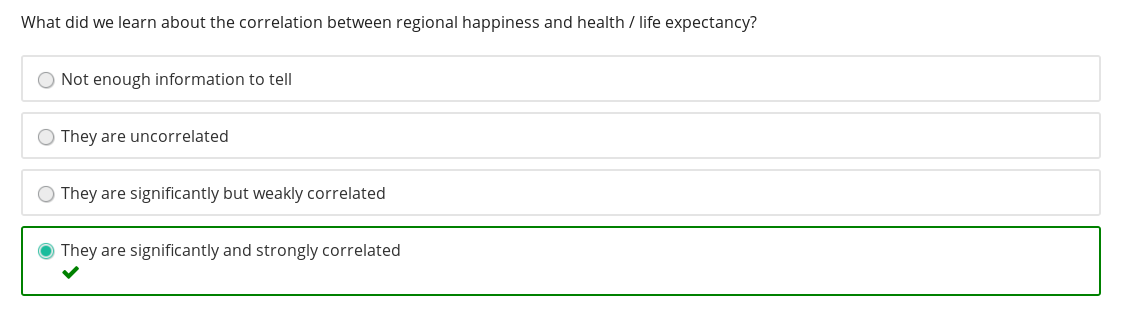 What did we learn about the correlation between regional happiness and health / life expectancy?
Not enough information to tell
They are uncorrelated
They are significantly but weakly correlated
They are significantly and strongly correlated